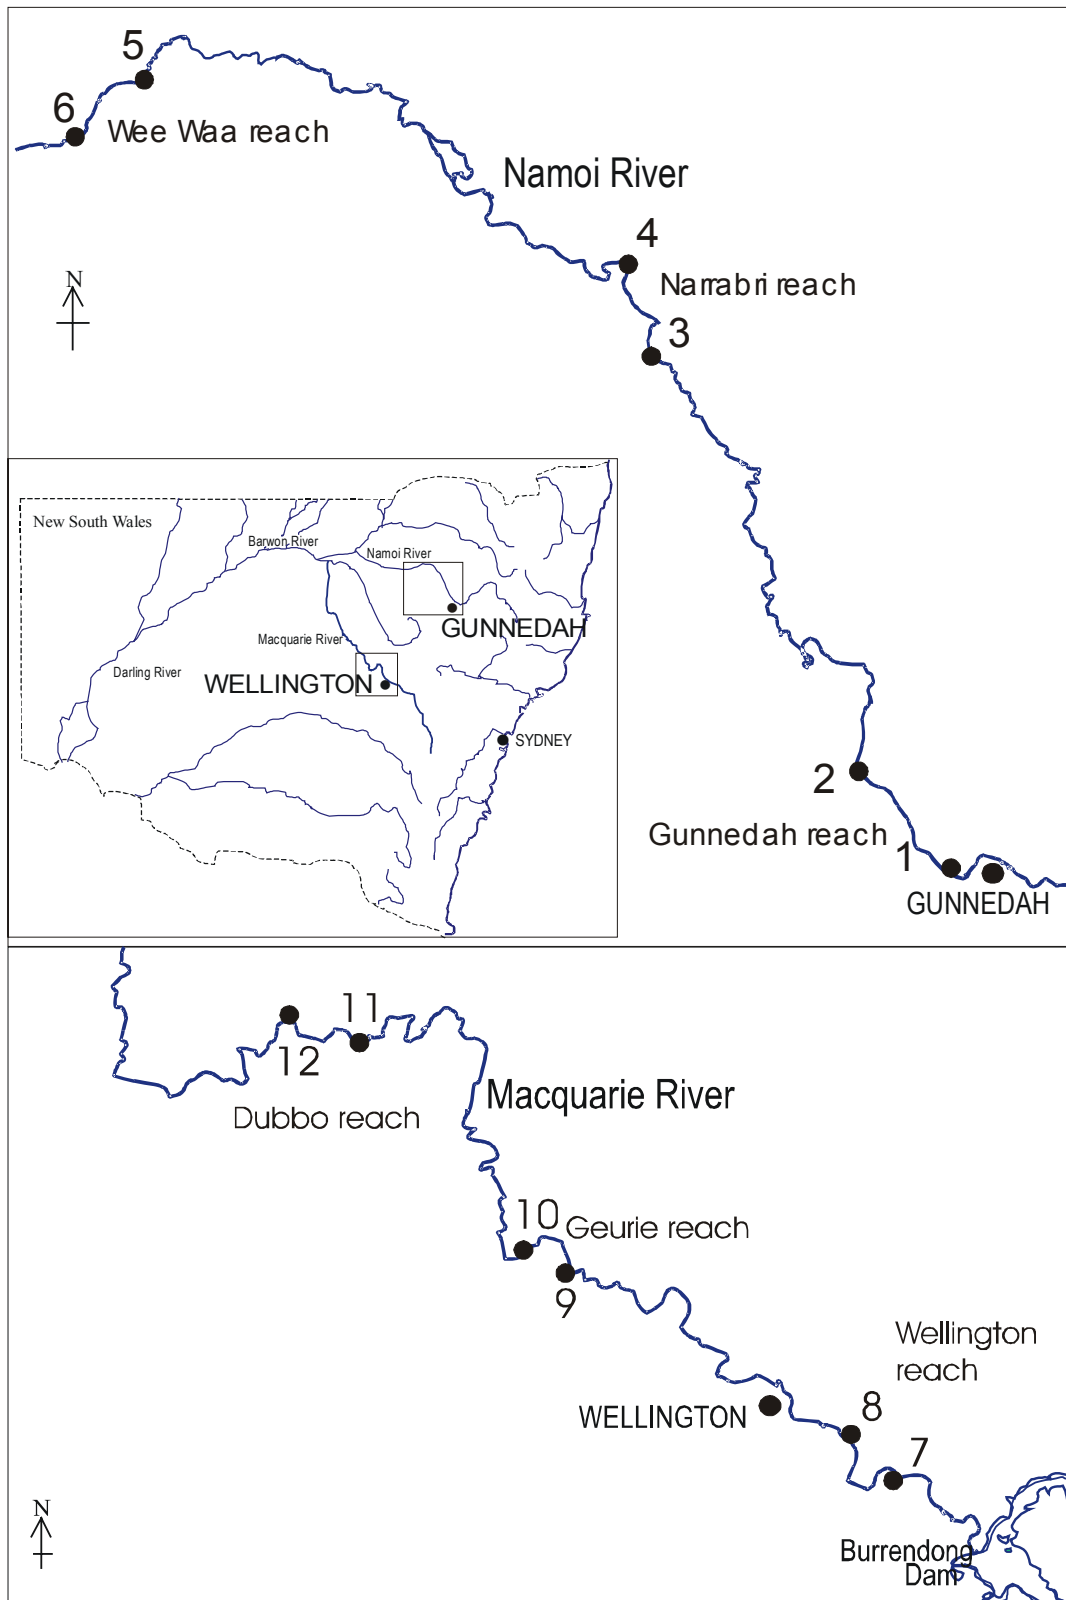 5
6
Wee Waa reach
Namoi River
4
Narrabri reach
N
3
New South Wales
Barwon River
Namoi River
GUNNEDAH
Macquarie River
Darling River
WELLINGTON
SYDNEY
2
Gunnedah reach
1
GUNNEDAH
11
12
Macquarie River
Dubbo reach
10
Geurie reach
9
Wellington
reach
8
WELLINGTON
7
N
Burrendong
Dam